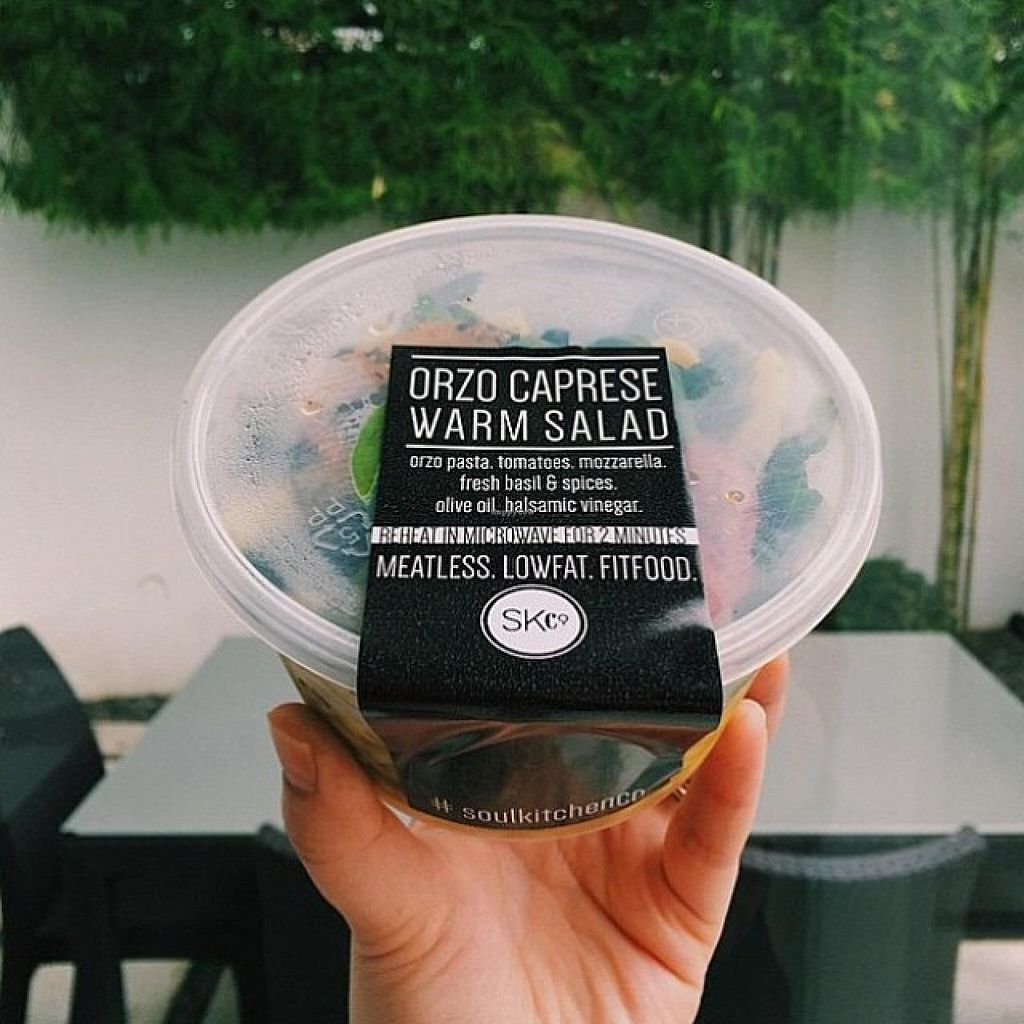 ORZO CAPRESE
WARM SALAD
orzo pasta. tomatoes. mozzarella.
fresh basil & spices.
olive oil. balsamic vinegar.
REHEAT IN MICROWAVE FOR 2 MINUTES
MEATLESS. LOWFAT. FITFOOD.
SKCo
# soulkitchenco